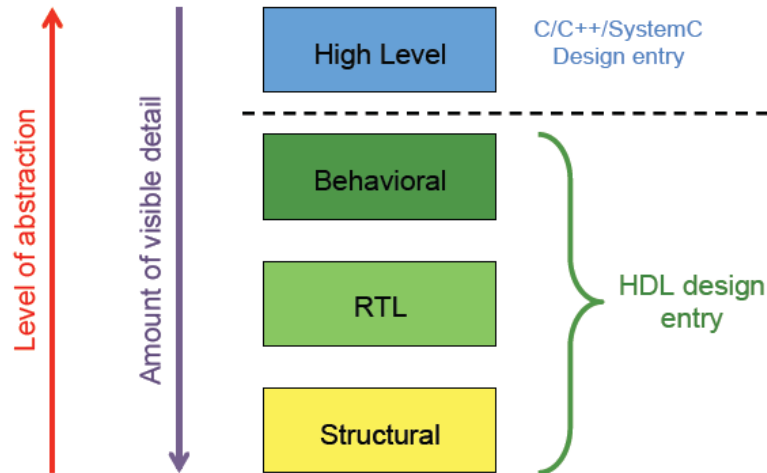 Level of abstraction
Amount of visible detail
High Level
C/C++/SystemC
Design entry
Behavioral
RTL
Structural
HDL design
entry